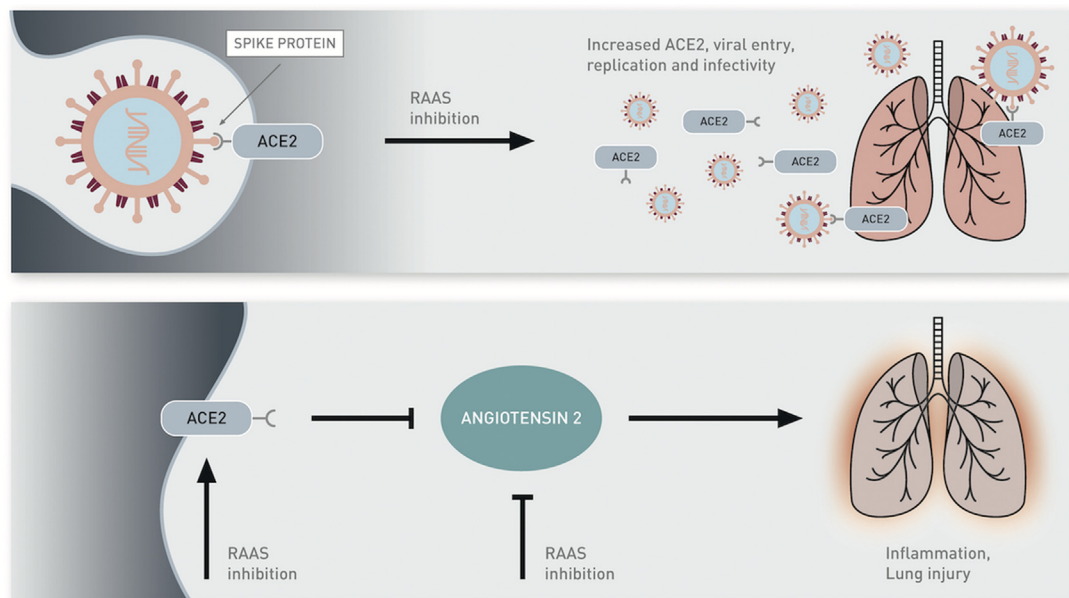 SPIKE PROTEIN
ACE2
RAAS
inhibition
Increased ACE2, viral entry,
replication and infectivity
ACE2
ACE2
ACE2
ACE2
ACE2
ACE2
ANGIOTENSIN 2
RAAS
inhibition
RAAS
inhibition
Inflammation,
Lung injury